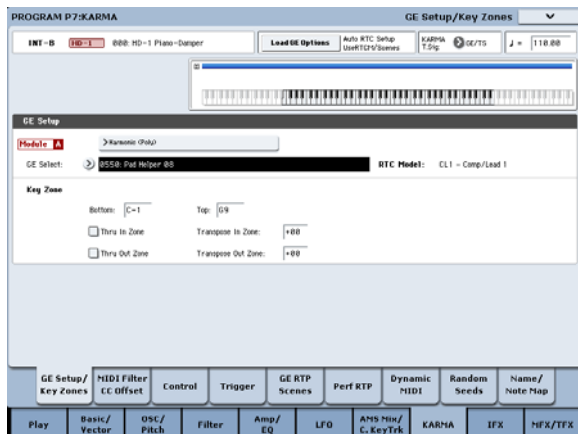 PROGRAM P7:KARMA GE Setup/Key Zones
INT-B HD-1 000: HD-1 Piano-Damper Load GE Options Auto RTC Setup KARMA T.Sig: GE/TS ♩ = 110.00
UseRTCM/Scenes
GE Setup
Module A Harmonic (Poly)
GE Select: 0550: Pad Helper 08 RTC Model: CL1 - Comp/Lead 1
Key Zone
Bottom: C-1 Top: G9
Thru In Zone Transpose In Zone: +00
Thru Out Zone Transpose Out Zone: +00
GE Setup/ Key Zones MIDI Filter CC Offset Control Trigger GE RTP Scenes Perf RTP Dynamic MIDI Random Seeds Name/ Note Map
Play Basic/ Vector OSC/ Pitch Filter Amp/ EQ LFO AMS Mix/ C.KeyTrk KARMA IFX MFX/TFX